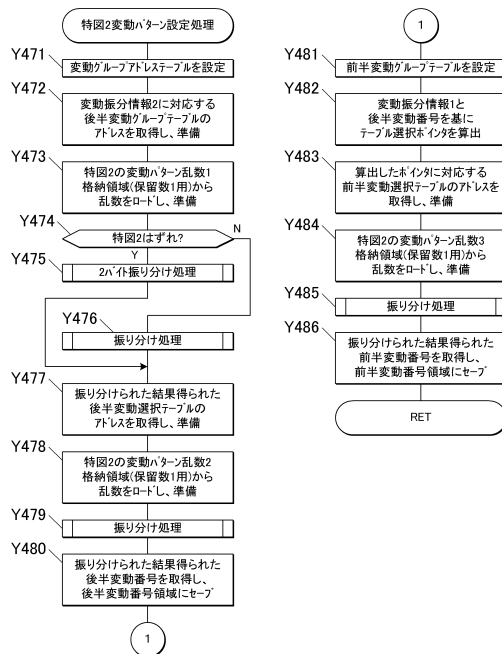 特図2変動パターン設定処理
Y471
変動グループアドレステーブルを設定
Y472
変動振分情報2に対応する
後半変動グループテーブルの
アドレスを取得し、準備
Y473
特図2の変動パターン乱数1
格納領域(保留数1用)から
乱数をロードし、準備
Y474
特図2はずれ?
N
Y
Y475
2バイト振り分け処理
Y476
振り分け処理
Y477
振り分けられた結果得られた
後半変動選択テーブルの
アドレスを取得し、準備
Y478
特図2の変動パターン乱数2
格納領域(保留数1用)から
乱数をロードし、準備
Y479
振り分け処理
Y480
振り分けられた結果得られた
後半変動番号を取得し、
後半変動番号領域にセーブ
1
1
Y481
前半変動グループテーブルを設定
Y482
変動振分情報1と
後半変動番号を基に
テーブル選択ポインタを算出
Y483
算出したポインタに対応する
前半変動選択テーブルのアドレスを
取得し、準備
Y484
特図2の変動パターン乱数3
格納領域(保留数1用)から
乱数をロードし、準備
Y485
振り分け処理
Y486
振り分けられた結果得られた
前半変動番号を取得し、
前半変動番号領域にセーブ
RET